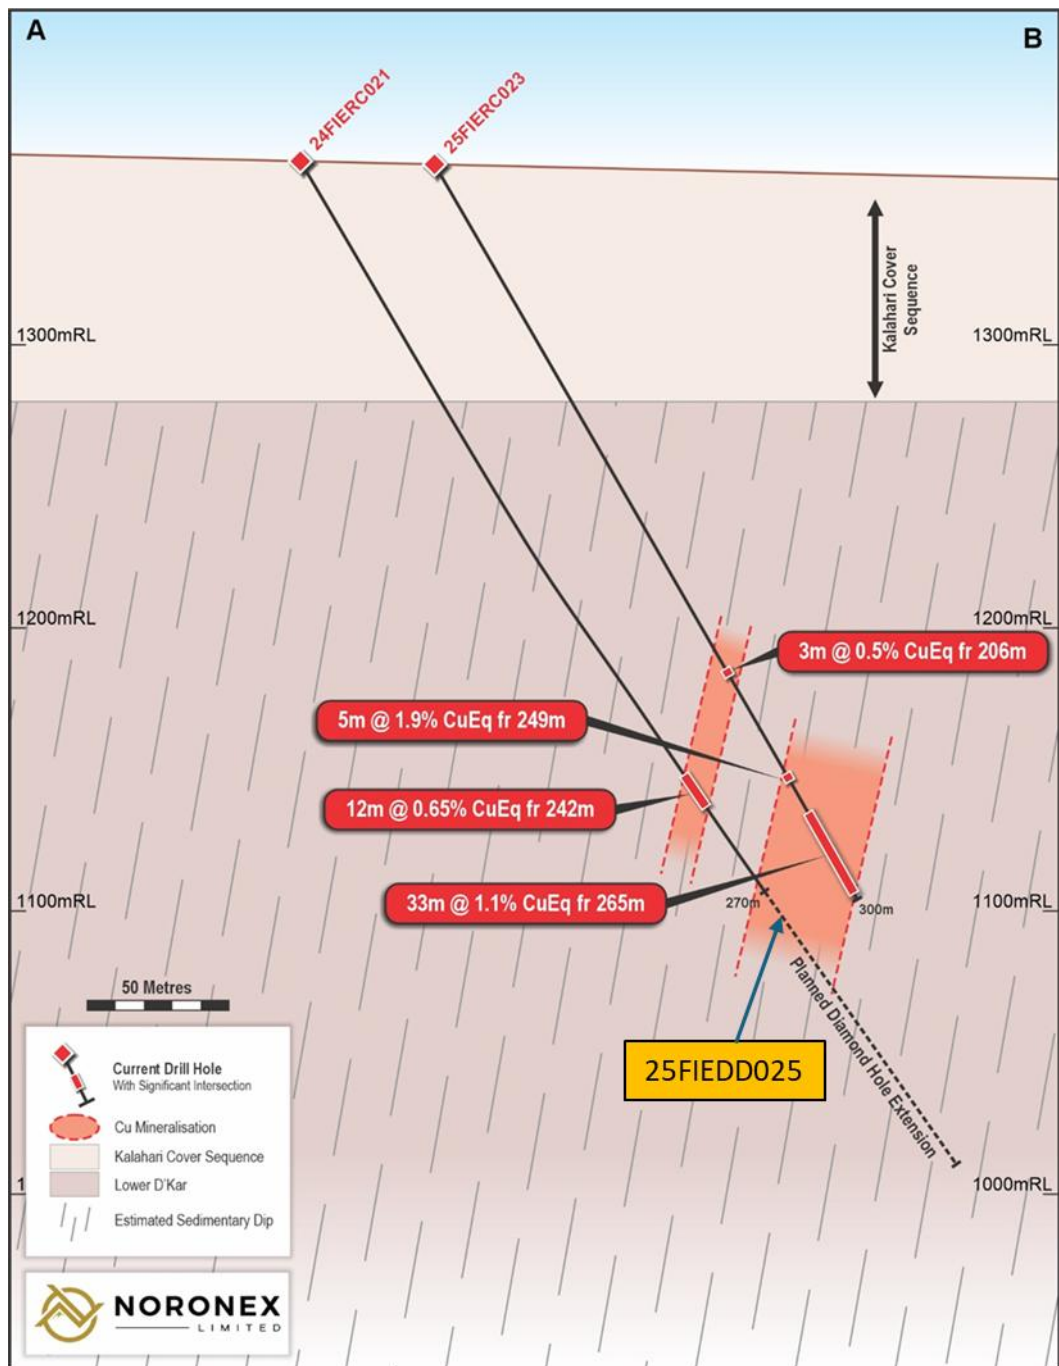 A
B
24FIERC021
25FIERC023
Kalahari Cover
Sequence
1300mRL
1300mRL
1200mRL
1200mRL
3m @ 0.5% CuEq fr 206m
5m @ 1.9% CuEq fr 249m
12m @ 0.65% CuEq fr 242m
33m @ 1.1% CuEq fr 265m
270m
300m
1100mRL
1100mRL
Planned Diamond Hole Extension
50 Metres
25FIEDD025
Current Drill Hole
With Significant Intersection
Cu Mineralisation
Kalahari Cover Sequence
Lower D'Kar
Estimated Sedimentary Dip
1
1000mRL
NORONEX
LIMITED